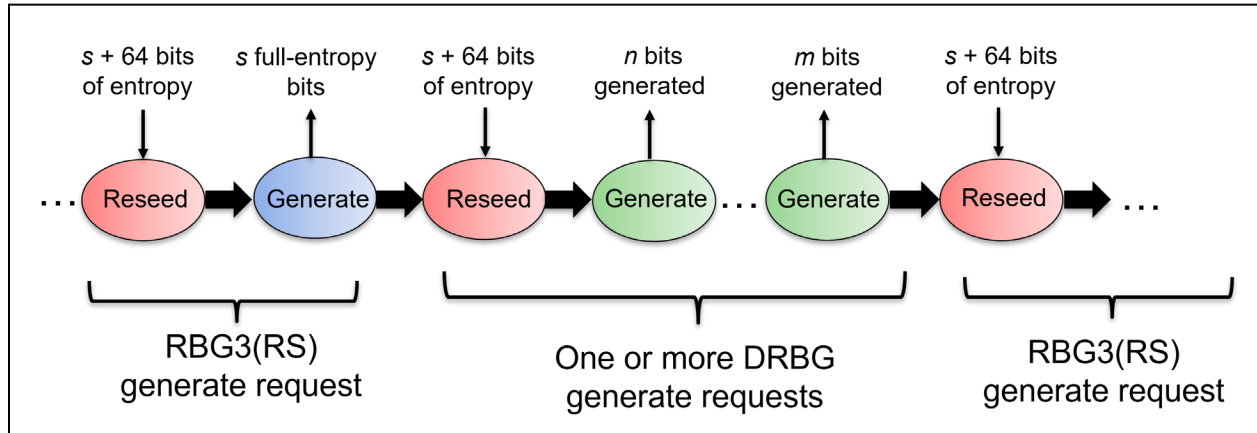 s + 64 bits
of entropy
s full-entropy
bits
s + 64 bits
of entropy
n bits
generated
m bits
generated
s + 64 bits
of entropy
... Reseed Generate Reseed Generate ... Generate Reseed ...
RBG3(RS)
generate request
One or more DRBG
generate requests
RBG3(RS)
generate request